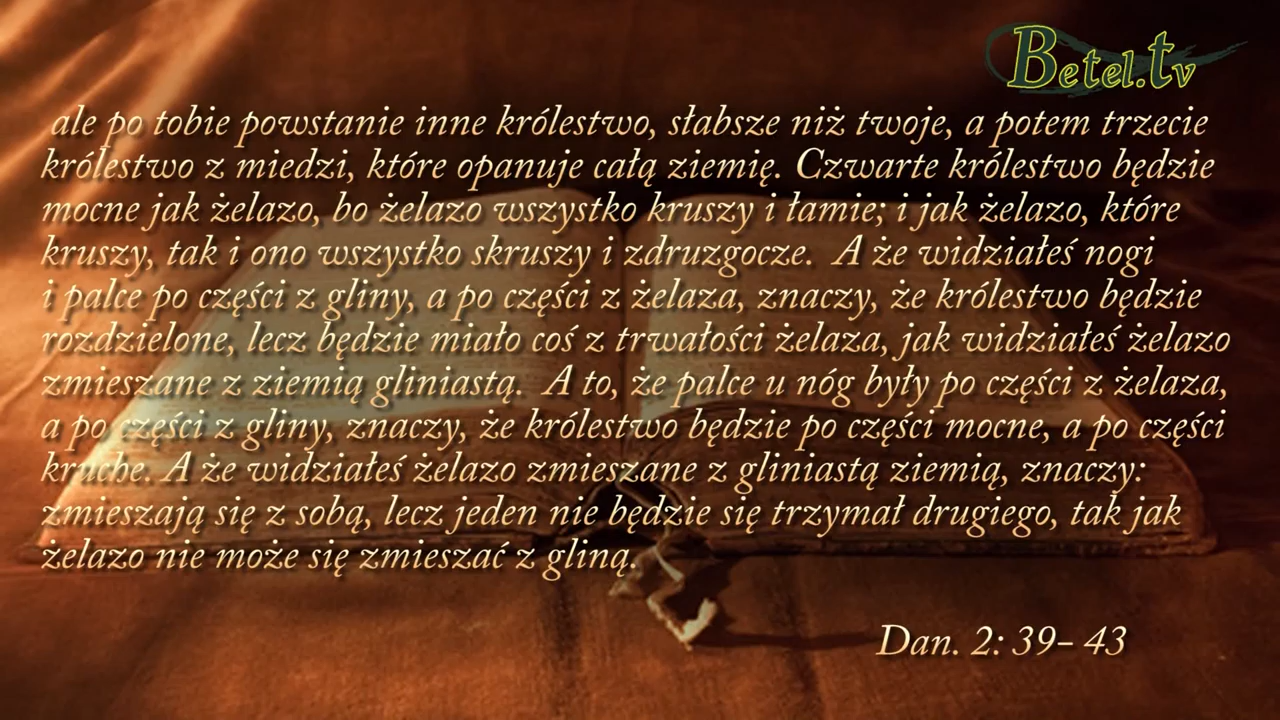 Betel.tv
ale po tobie powstanie inne królestwo, słabsze niż twoje, a potem trzecie
królestwo z miedzi, które opanuje całą ziemię. Czwarte królestwo będzie
mocne jak żelazo, bo żelazo wszystko kruszy i łamie; i jak żelazo, które
kruszy, tak i ono wszystko skruszy i zdruzgocze. A że widziałeś nogi
i palce po części z gliny, a po części z żelaza, znaczy, że królestwo będzie
rozdzielone, lecz będzie miało coś z trwałości żelaza, jak widziałeś żelazo
zmieszane z ziemią gliniastą. A to, że palce u nóg były po części z żelaza,
a po części z gliny, znaczy, że królestwo będzie po części mocne, a po części
kruche. A że widziałeś żelazo zmieszane z gliniastą ziemią, znaczy:
zmieszają się z sobą, lecz jeden nie będzie się trzymał drugiego, tak jak
żelazo nie może się zmieszać z gliną.
Dan. 2: 39- 43